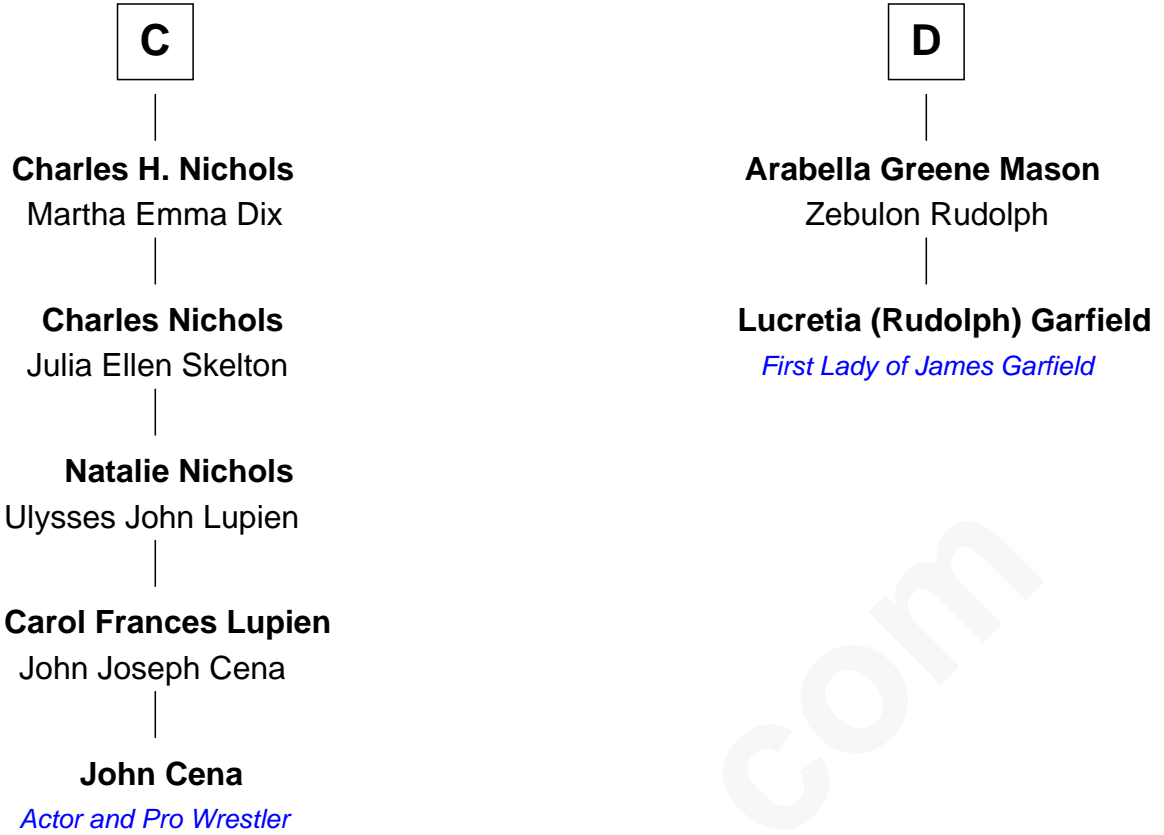 C
Charles H. Nichols
Martha Emma Dix
Charles Nichols
Julia Ellen Skelton
Natalie Nichols
Ulysses John Lupien
Carol Frances Lupien
John Joseph Cena
John Cena
Actor and Pro Wrestler
D
Arabella Greene Mason
Zebulon Rudolph
Lucretia (Rudolph) Garfield
First Lady of James Garfield
com